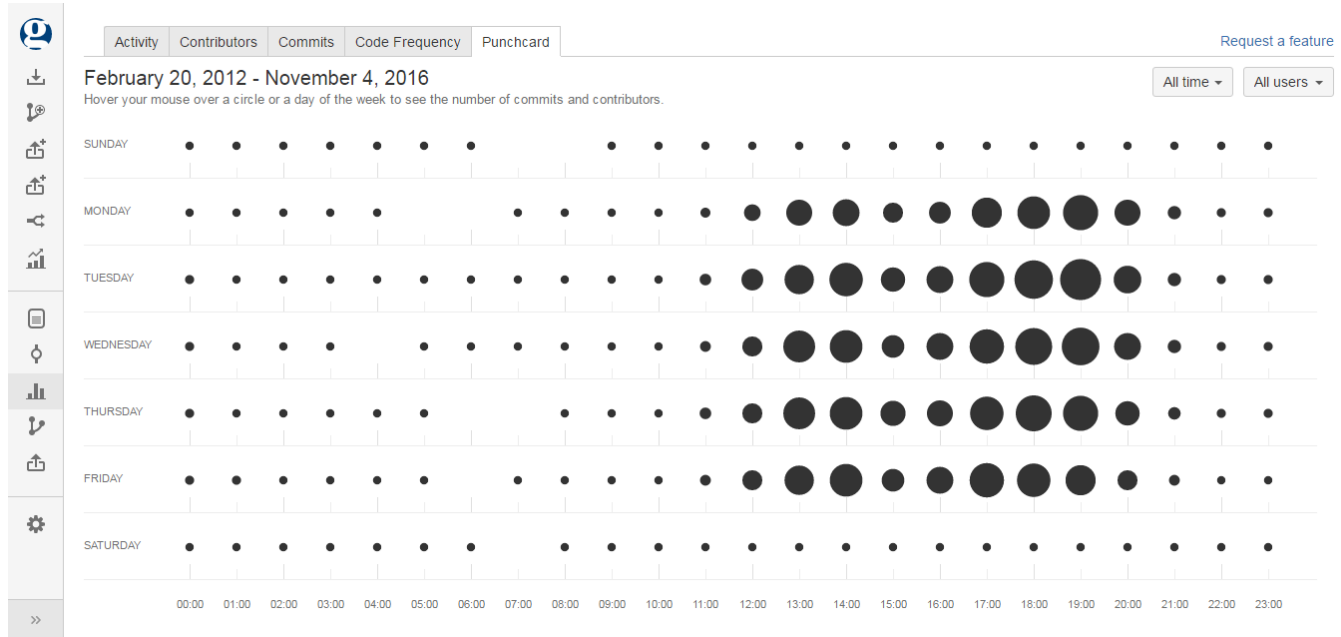 g
Activity Contributors Commits Code Frequency Punchcard
Request a feature
February 20, 2012 - November 4, 2016
All time All users
Hover your mouse over a circle or a day of the week to see the number of commits and contributors.
SUNDAY
MONDAY
TUESDAY
WEDNESDAY
THURSDAY
FRIDAY
SATURDAY
00:00 01:00 02:00 03:00 04:00 05:00 06:00 07:00 08:00 09:00 10:00 11:00 12:00 13:00 14:00 15:00 16:00 17:00 18:00 19:00 20:00 21:00 22:00 23:00